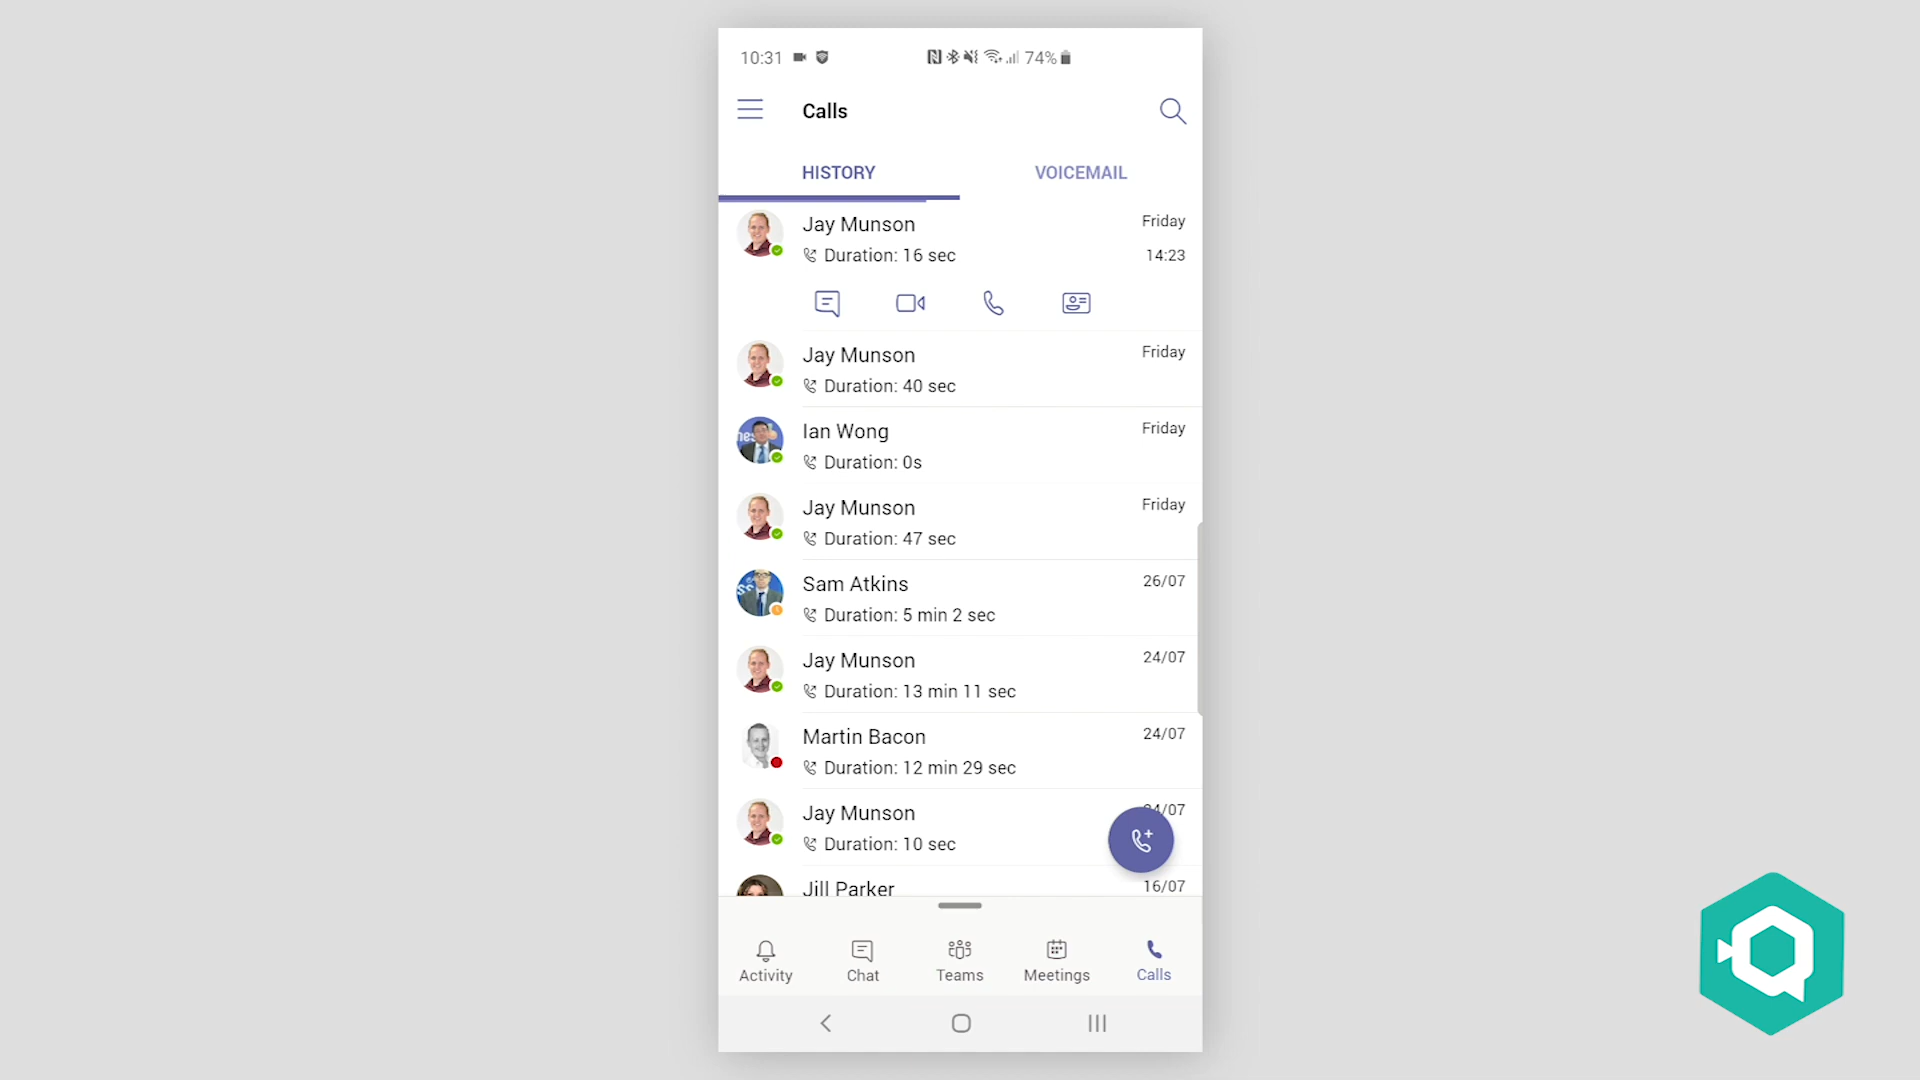 10:31 74%
Calls
HISTORY VOICEMAIL
Jay Munson Friday
Duration: 16 sec 14:23
Jay Munson Friday
Duration: 40 sec
Ian Wong Friday
Duration: 0s
Jay Munson Friday
Duration: 47 sec
Sam Atkins 26/07
Duration: 5 min 2 sec
Jay Munson 24/07
Duration: 13 min 11 sec
Martin Bacon 24/07
Duration: 12 min 29 sec
Jay Munson 24/07
Duration: 10 sec
Jill Parker 16/07
Activity Chat Teams Meetings Calls